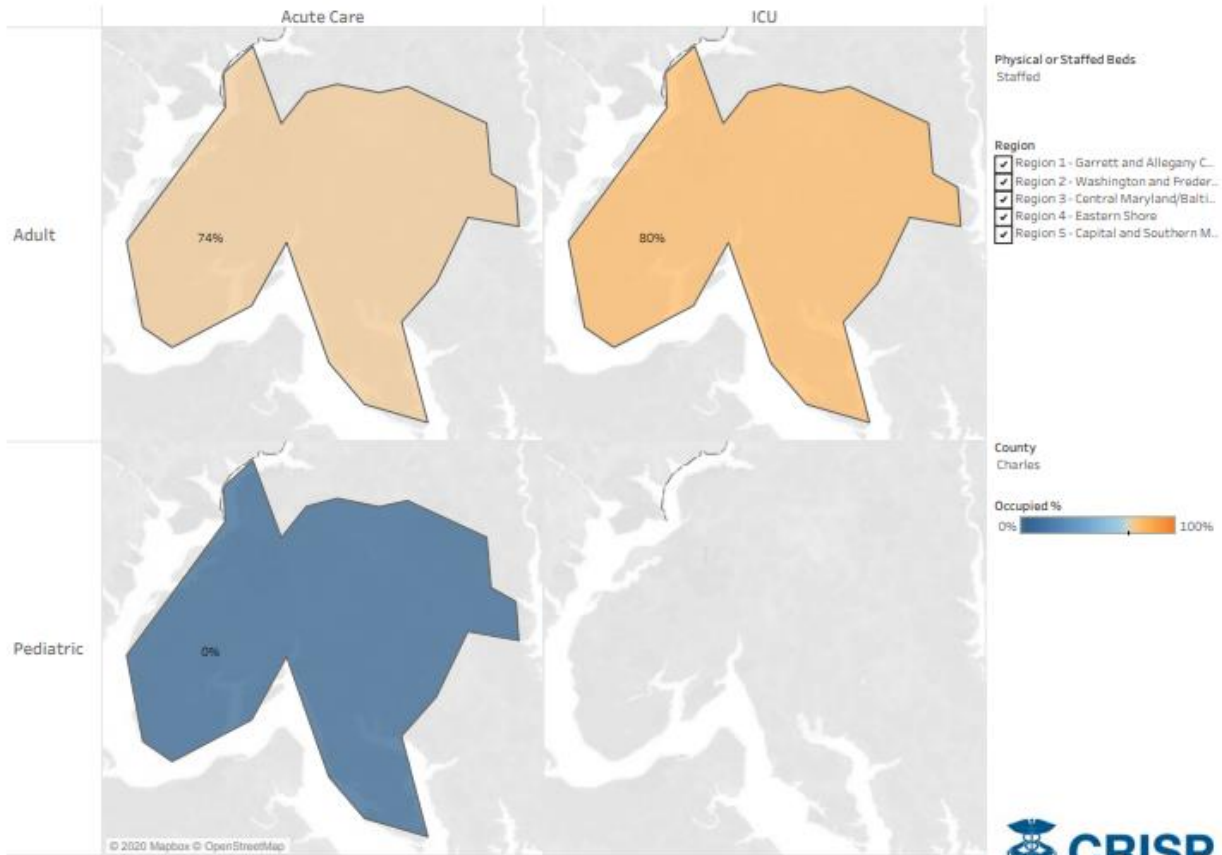 Acute Care
ICU
Adult
74%
80%
Pediatric
0%
© 2020 Mapbox © OpenStreetMap
Physical or Staffed Beds
Staffed
Region
Region 1 - Garrett and Allegany C...
Region 2 - Washington and Freder...
Region 3 - Central Maryland/Balti...
Region 4 - Eastern Shore
Region 5 - Capital and Southern M...
County
Charles
Occupied %
0% 100%
CRISP